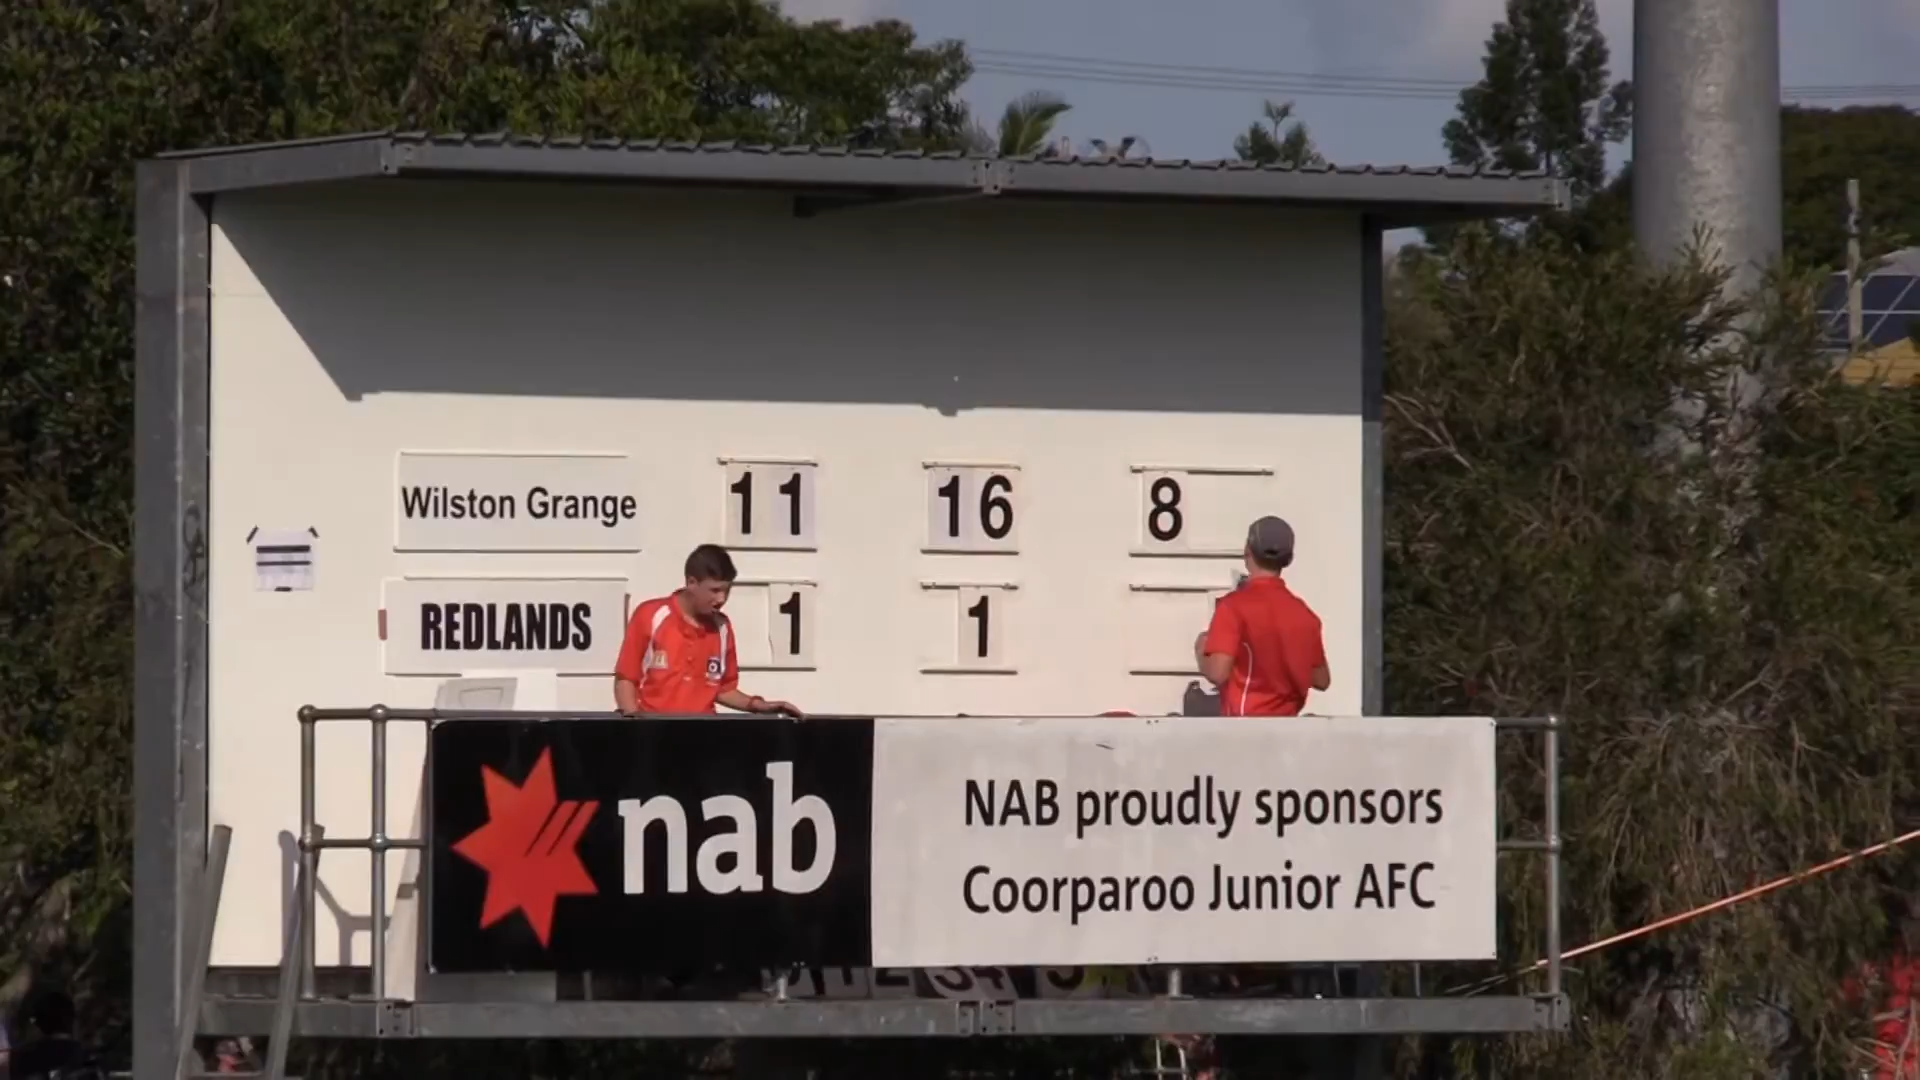 Wilston Grange 11 16 8
REDLANDS 1 1
nab
NAB proudly sponsors
Coorparoo Junior AFC